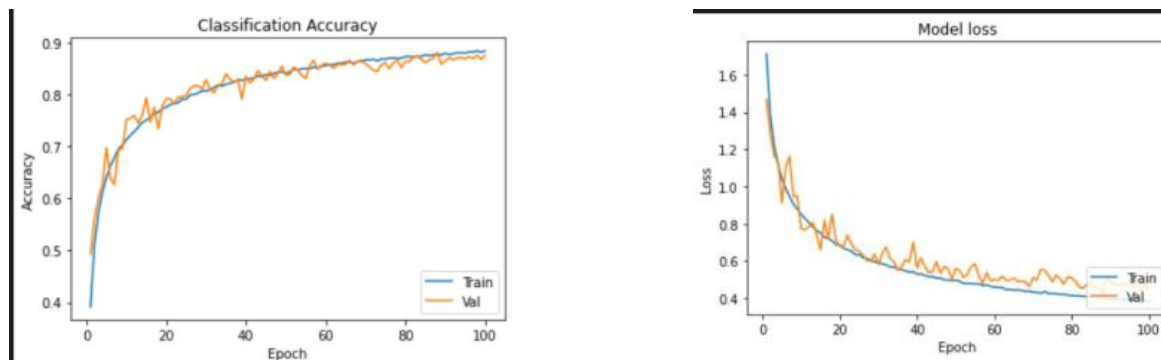 Classification Accuracy
0.9
0.8
0.7
0.6
0.5
0.4
Accuracy
0 20 40 60 80 100
Epoch
Train
Val
Model loss
1.6
1.4
1.2
1.0
0.8
0.6
0.4
Loss
0 20 40 60 80 100
Epoch
Train
Val